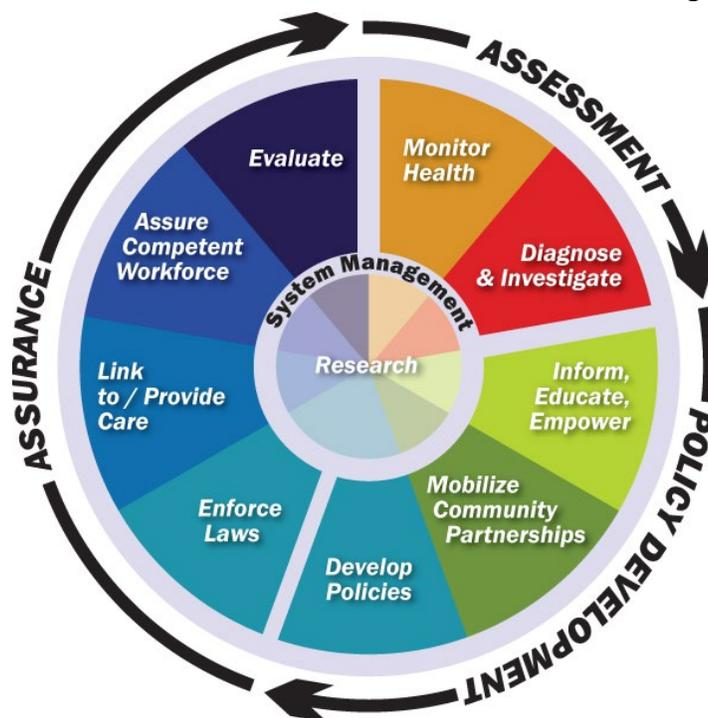 ASSESSMENT
Monitor
Health
Diagnose
& Investigate
POLICY DEVELOPMENT
Inform,
Educate,
Empower
Mobilize
Community
Partnerships
Develop
Policies
ASSURANCE
Enforce
Laws
Link
to / Provide
Care
Assure
Competent
Workforce
Evaluate
System Management
Research